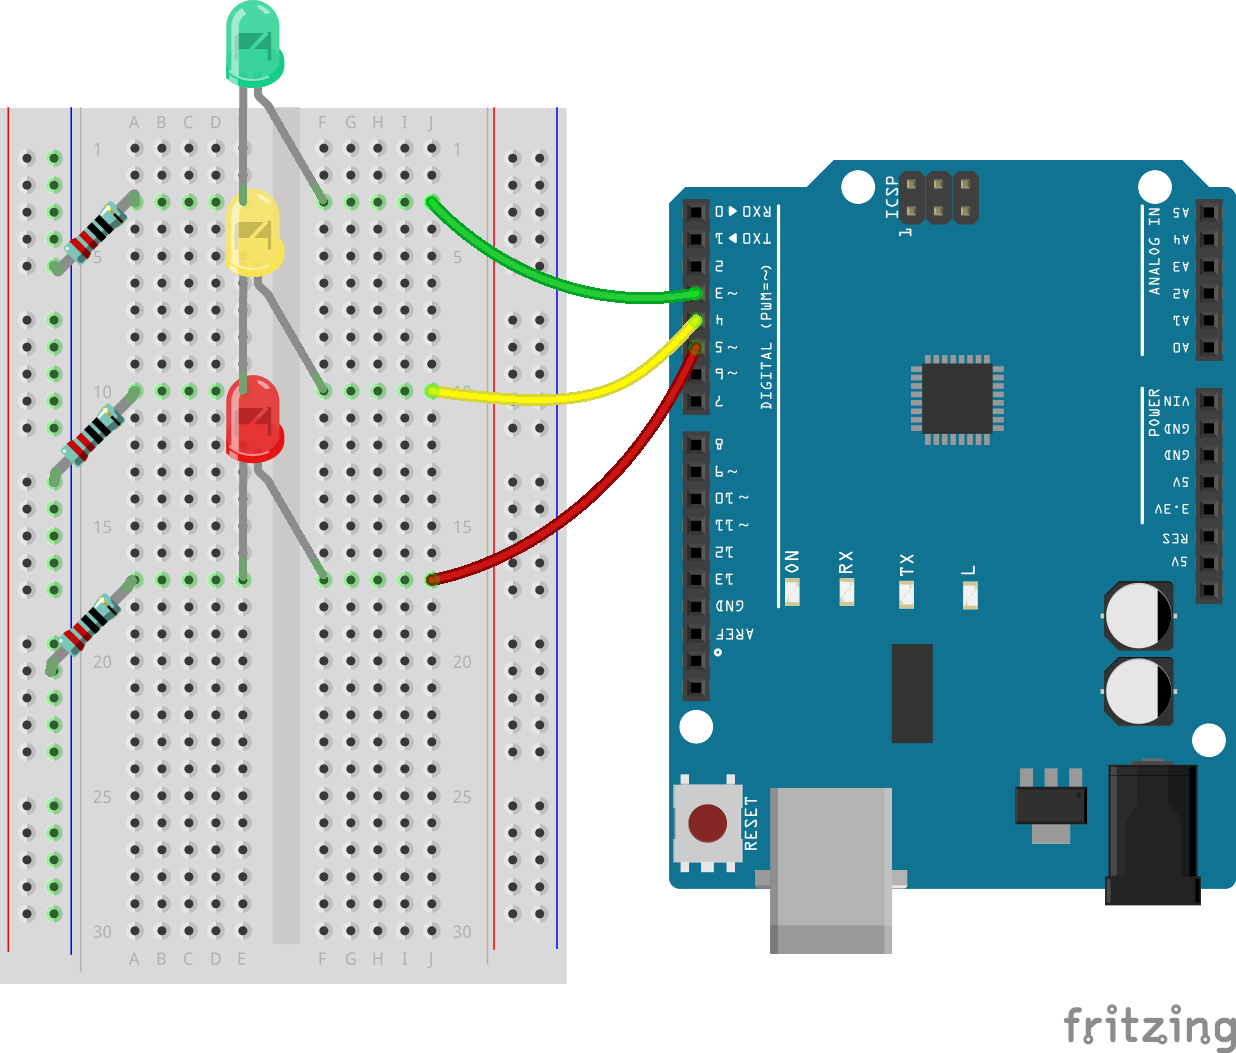 A B C D F G H I J
1 1
5 5
10 10
15 15
20 20
25 25
30 30
A B C D E F G H I J
ICSP
1
RX0 ◀ 0
TX0 ▶ 1
2
~3
4
~5
~6
7
DIGITAL (PWM=~)
8
~9
~10
~11
12
13
GND
AREF
ON
RX
TX
L
RESET
ANALOG IN
A5
A4
A3
A2
A1
A0
POWER
VIN
GND
GND
5V
3.3V
RES
5V
fritzing